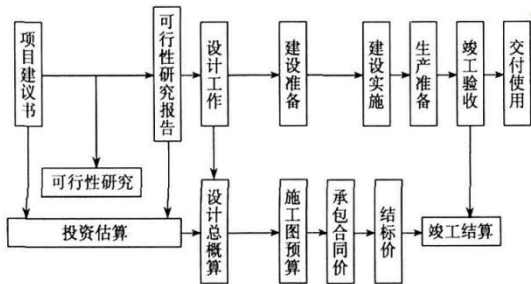 项目建议书
可行性研究报告
设计工作
建设准备
建设实施
生产准备
竣工验收
交付使用
可行性研究
投资估算
设计总概算
施工图预算
承包合同价
结标价
竣工结算